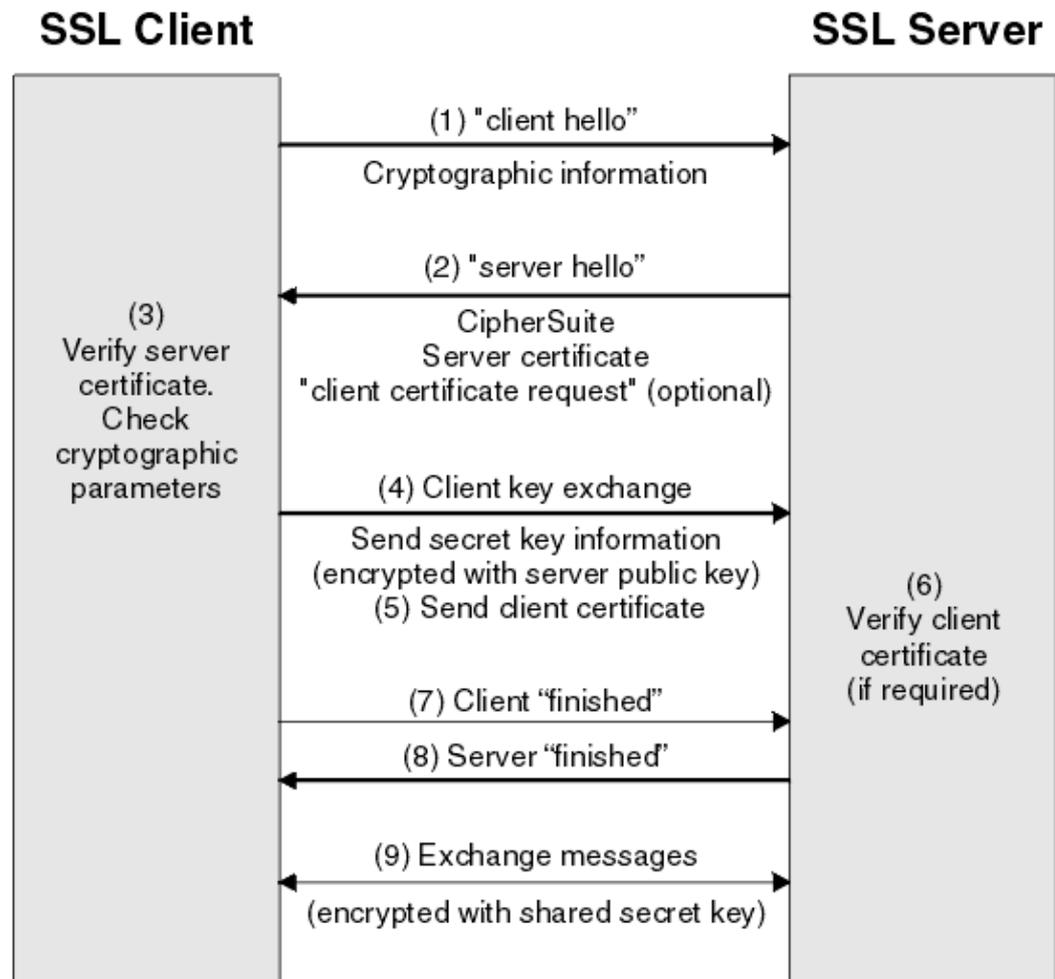 SSL Client
SSL Server
(1) "client hello”
Cryptographic information
(2) "server hello”
CipherSuite
Server certificate
"client certificate request" (optional)
(3)
Verify server
certificate.
Check
cryptographic
parameters
(4) Client key exchange
Send secret key information
(encrypted with server public key)
(5) Send client certificate
(6)
Verify client
certificate
(if required)
(7) Client “finished”
(8) Server “finished”
(9) Exchange messages
(encrypted with shared secret key)